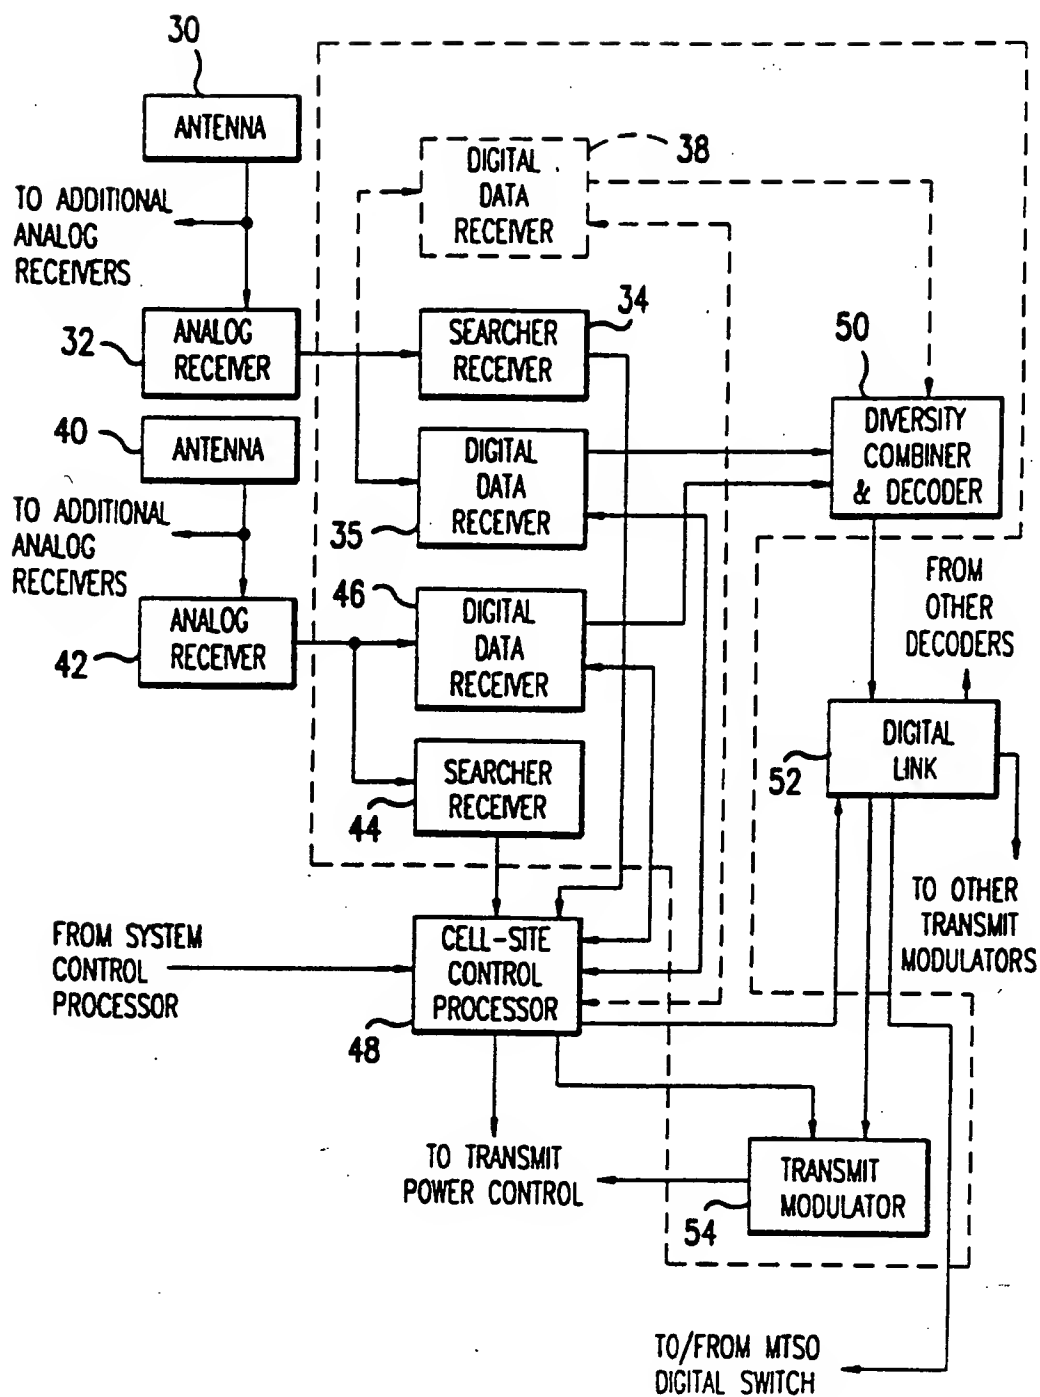 30
ANTENNA
TO ADDITIONAL
ANALOG
RECEIVERS
38
DIGITAL
DATA
RECEIVER
32
ANALOG
RECEIVER
34
SEARCHER
RECEIVER
50
DIVERSITY
COMBINER
& DECODER
40
ANTENNA
TO ADDITIONAL
ANALOG
RECEIVERS
35
DIGITAL
DATA
RECEIVER
42
ANALOG
RECEIVER
46
DIGITAL
DATA
RECEIVER
FROM
OTHER
DECODERS
44
SEARCHER
RECEIVER
52
DIGITAL
LINK
TO OTHER
TRANSMIT
MODULATORS
FROM SYSTEM
CONTROL
PROCESSOR
48
CELL-SITE
CONTROL
PROCESSOR
TO TRANSMIT
POWER CONTROL
54
TRANSMIT
MODULATOR
TO/FROM MTSO
DIGITAL SWITCH